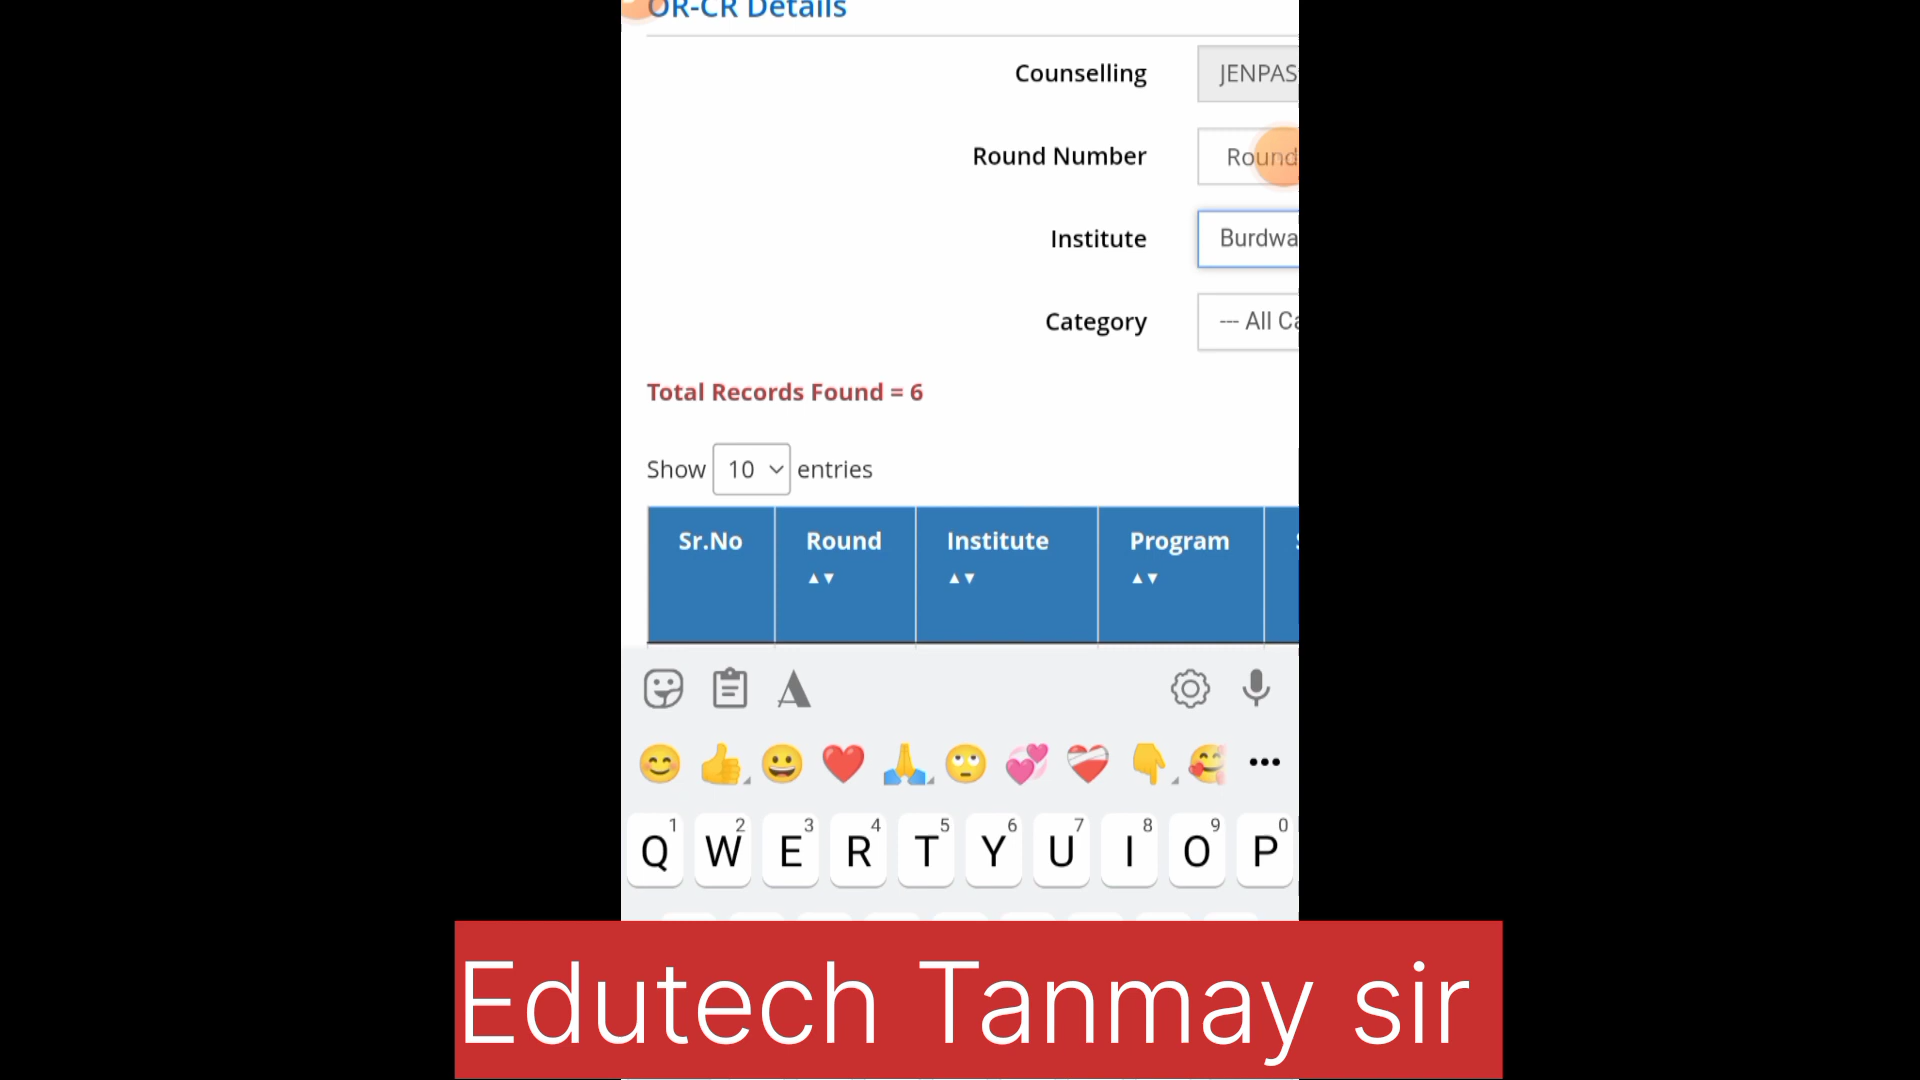 OR-CR Details
Counselling JENPAS
Round Number Round
Institute Burdwa
Category --- All Ca
Total Records Found = 6
Show 10 entries
Sr.No Round Institute Program
1 2 3 4 5 6 7 8 9 0
Q W E R T Y U I O P
Edutech Tanmay sir